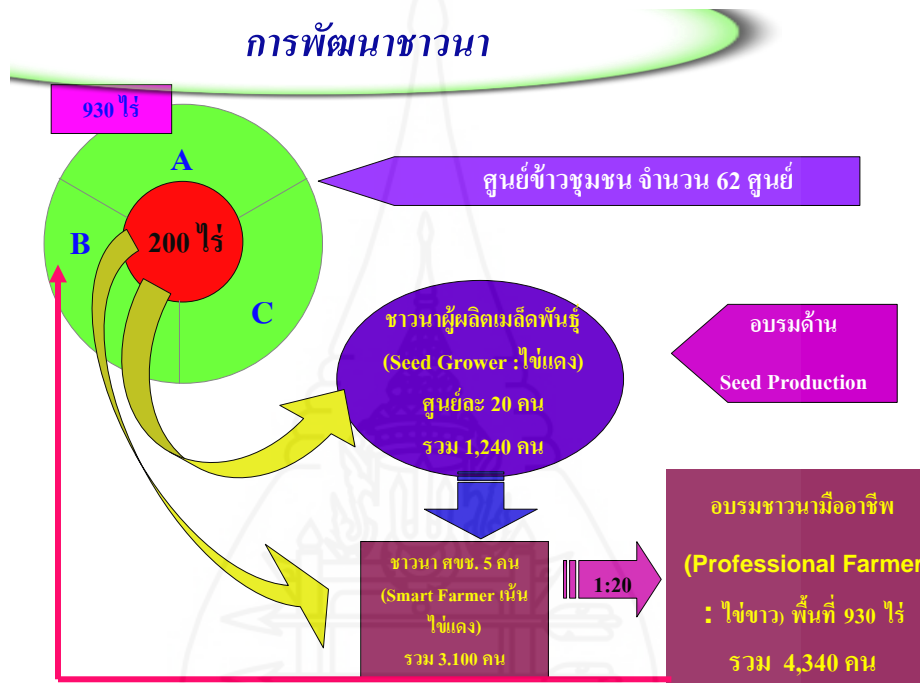 การพัฒนาชาวนา
930 ไร่
A
ศูนย์ข้าวชุมชน จำนวน 62 ศูนย์
B
200 ไร่
C
ชาวนาผู้ผลิตเมล็ดพันธุ์
(Seed Grower :ไข่แดง)
ศูนย์ละ 20 คน
รวม 1,240 คน
อบรมด้าน
Seed Production
ชาวนา ศขช. 5 คน
(Smart Farmer เน้น
ไข่แดง)
รวม 3.100 คน
1:20
อบรมชาวนามืออาชีพ
(Professional Farmer
: ไข่ขาว) พื้นที่ 930 ไร่
รวม 4,340 คน